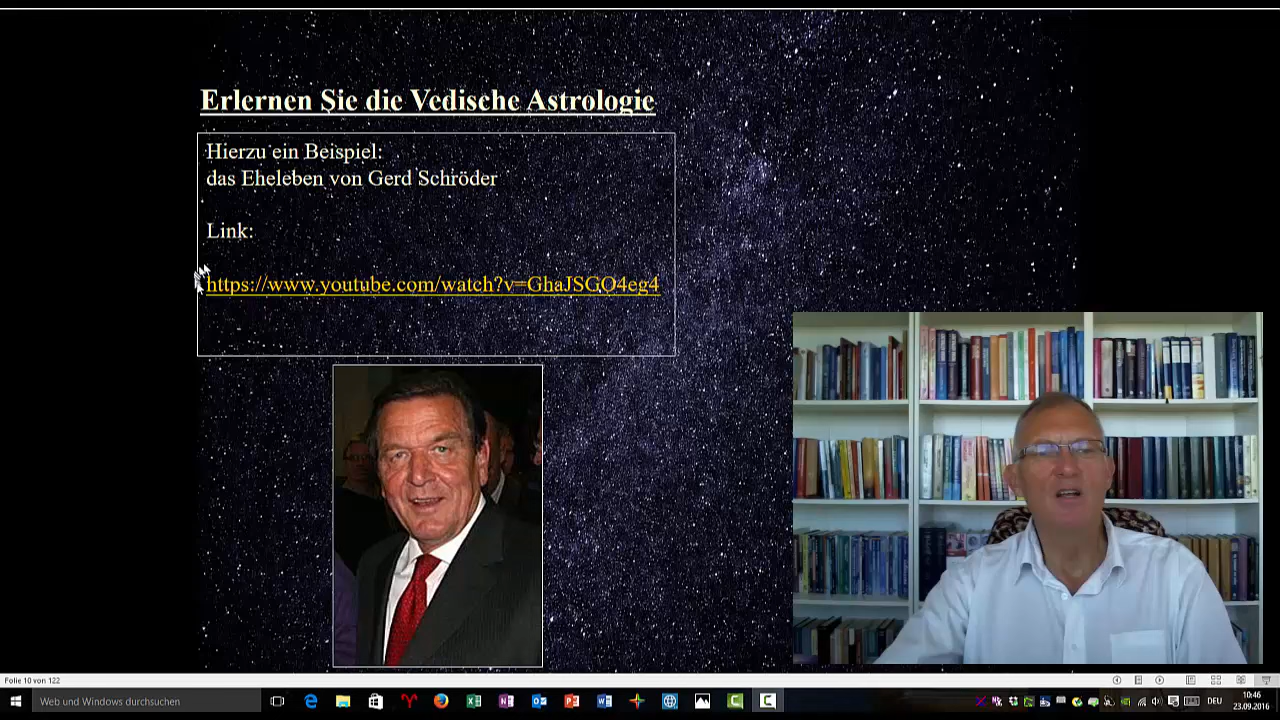 Erlernen Sie die Vedische Astrologie
Hierzu ein Beispiel:
das Eheleben von Gerd Schröder
Link:
https://www.youtube.com/watch?v=GhaJSGO4eg4
Folie 10 von 122
Web und Windows durchsuchen
DEU
10:46
23.09.2016